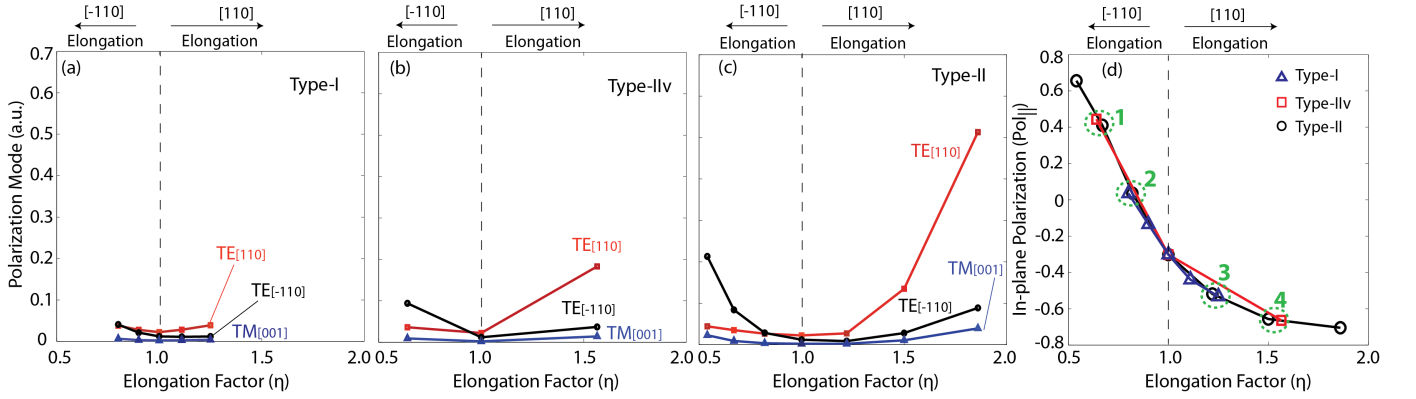 [-110] [110]
Elongation Elongation
[-110] [110]
Elongation Elongation
[-110] [110]
Elongation Elongation
[-110] [110]
Elongation Elongation
Polarization Mode (a.u.)
0.7
0.6
0.5
0.4
0.3
0.2
0.1
0
(a)
Type-I
TE[110]
TE[-110]
TM[001]
0.5 1.0 1.5
Elongation Factor (η)
(b)
Type-IIv
TE[110]
TE[-110]
TM[001]
0.5 1.0 1.5 2.0
Elongation Factor (η)
(c)
Type-II
TE[110]
TM[001]
TE[-110]
0.5 1.0 1.5 2.0
Elongation Factor (η)
In-plane Polarization (Pol||)
0.8
0.6
0.4
0.2
0
-0.2
-0.4
-0.6
-0.8
(d)
Type-I
Type-IIv
Type-II
1
2
3
4
0.5 1.0 1.5 2.0
Elongation Factor (η)